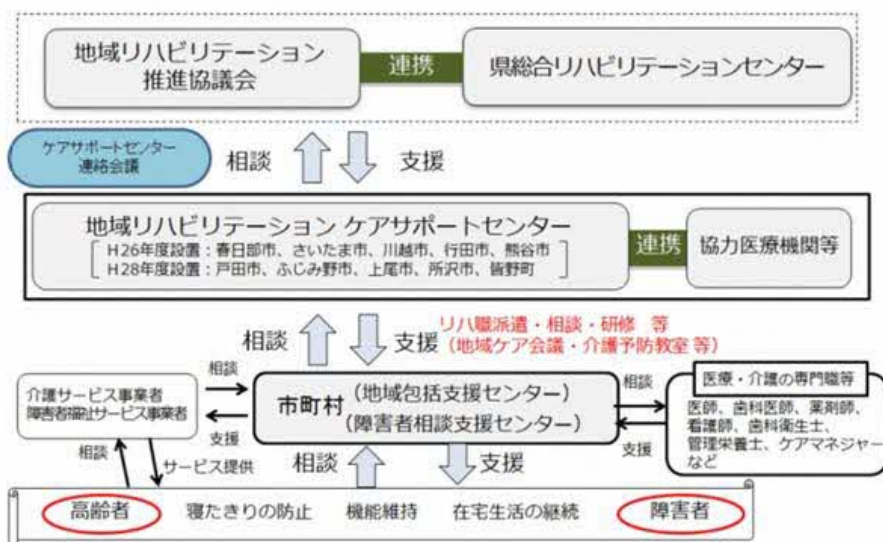 地域リハビリテーション
推進協議会
連携
県総合リハビリテーションセンター
ケアサポートセンター
連絡会議
相談
支援
地域リハビリテーション ケアサポートセンター
H26年度設置:春日部市、さいたま市、川越市、行田市、熊谷市
H28年度設置:戸田市、ふじみ野市、上尾市、所沢市、皆野町
連携
協力医療機関等
相談
支援
リハ職派遣・相談・研修 等
(地域ケア会議・介護予防教室 等)
介護サービス事業者
障害者福祉サービス事業者
相談
支援
市町村(地域包括支援センター)
(障害者相談支援センター)
相談
支援
医療・介護の専門職等
医師、歯科医師、薬剤師、
看護師、歯科衛生士、
管理栄養士、ケアマネジャー
など
相談
サービス提供
相談
支援
高齢者 寝たきりの防止 機能維持 在宅生活の継続 障害者